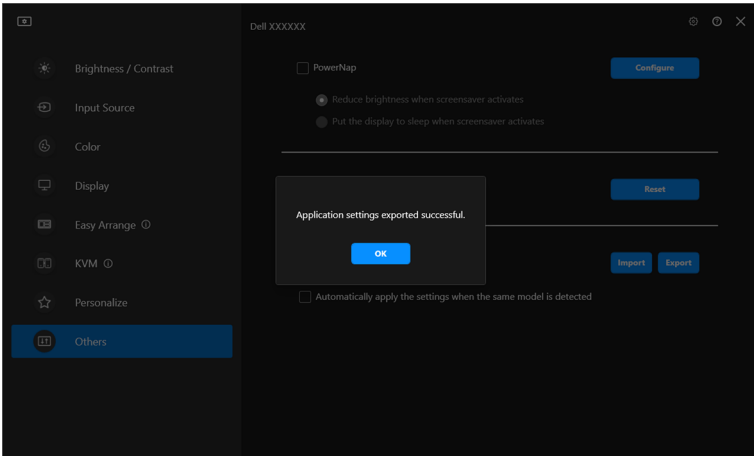 Dell XXXXXX
Brightness / Contrast
Input Source
Color
Display
Easy Arrange
KVM
Personalize
Others
PowerNap
Configure
Reduce brightness when screensaver activates
Put the display to sleep when screensaver activates
Reset
Application settings exported successful.
OK
Import
Export
Automatically apply the settings when the same model is detected